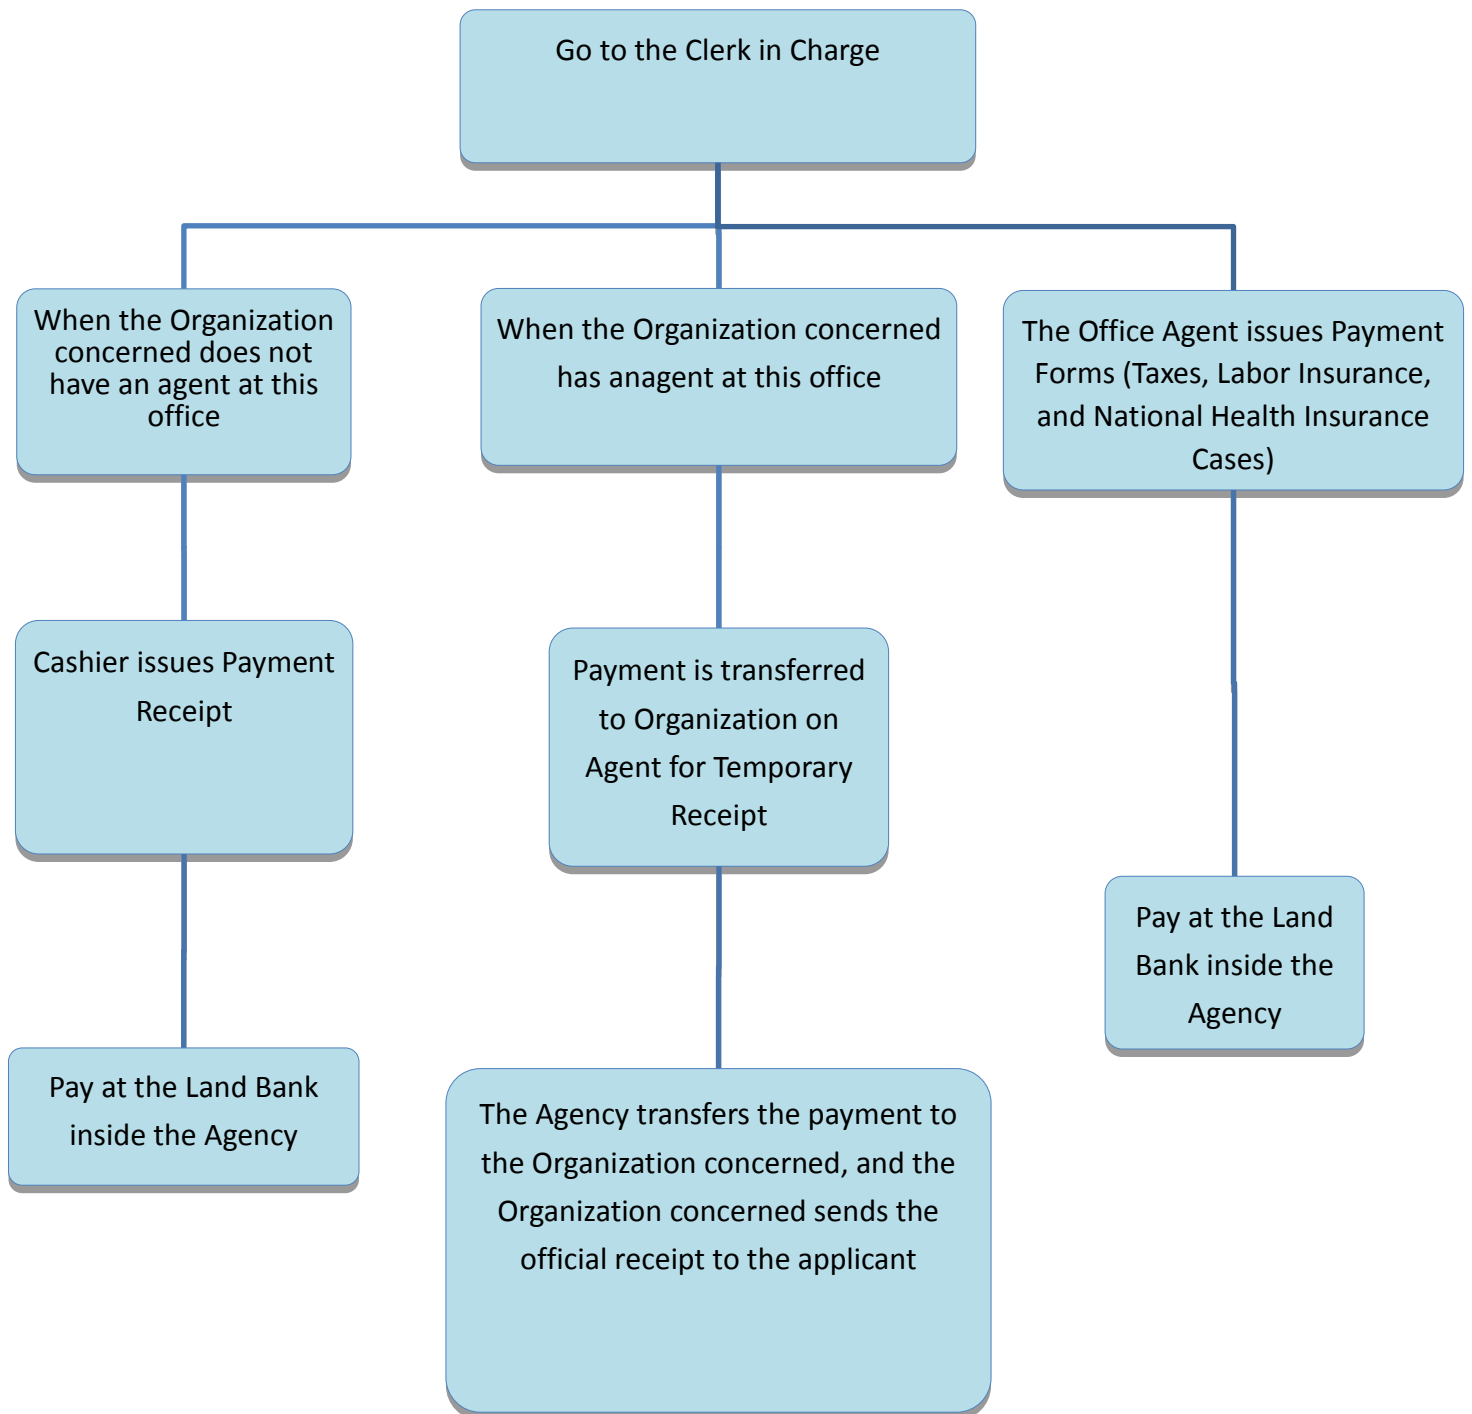 Go to the Clerk in Charge
When the Organization
concerned does not
have an agent at this
office
When the Organization concerned
has anagent at this office
The Office Agent issues Payment
Forms (Taxes, Labor Insurance,
and National Health Insurance
Cases)
Cashier issues Payment
Receipt
Payment is transferred
to Organization on
Agent for Temporary
Receipt
Pay at the Land
Bank inside the
Agency
Pay at the Land Bank
inside the Agency
The Agency transfers the payment to
the Organization concerned, and the
Organization concerned sends the
official receipt to the applicant